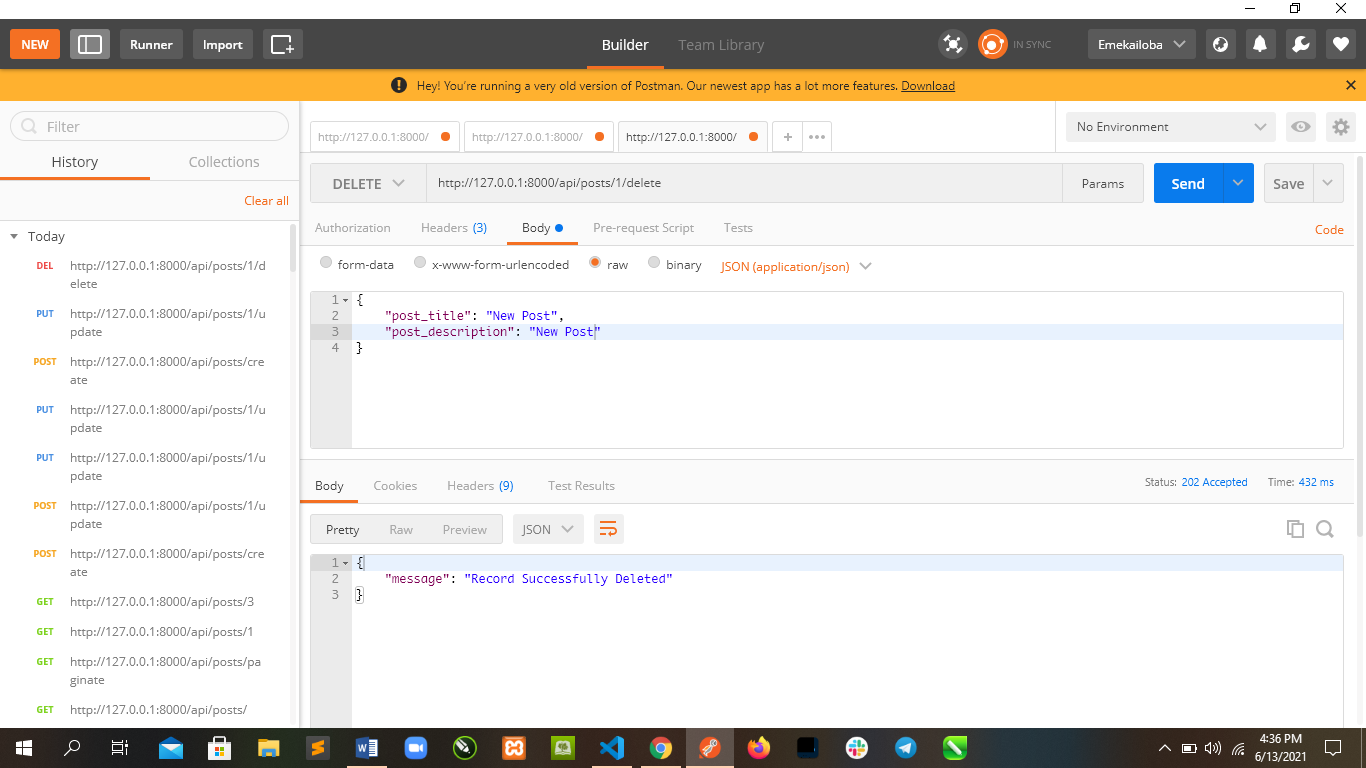 NEW
Runner
Import
Builder
Team Library
IN SYNC
Emekailoba
Hey! You're running a very old version of Postman. Our newest app has a lot more features. Download
Filter
History
Collections
Clear all
Today
DEL http://127.0.0.1:8000/api/posts/1/d
elete
PUT http://127.0.0.1:8000/api/posts/1/u
pdate
POST http://127.0.0.1:8000/api/posts/cre
ate
PUT http://127.0.0.1:8000/api/posts/1/u
pdate
PUT http://127.0.0.1:8000/api/posts/1/u
pdate
POST http://127.0.0.1:8000/api/posts/1/u
pdate
POST http://127.0.0.1:8000/api/posts/cre
ate
GET http://127.0.0.1:8000/api/posts/3
GET http://127.0.0.1:8000/api/posts/1
GET http://127.0.0.1:8000/api/posts/pa
ginate
GET http://127.0.0.1:8000/api/posts/
http://127.0.0.1:8000/
http://127.0.0.1:8000/
http://127.0.0.1:8000/
No Environment
DELETE
http://127.0.0.1:8000/api/posts/1/delete
Params
Send
Save
Authorization
Headers (3)
Body
Pre-request Script
Tests
Code
form-data
x-www-form-urlencoded
raw
binary
JSON (application/json)
1 {
2 "post_title": "New Post",
3 "post_description": "New Post"
4 }
Body
Cookies
Headers (9)
Test Results
Status: 202 Accepted
Time: 432 ms
Pretty
Raw
Preview
JSON
1 {
2 "message": "Record Successfully Deleted"
3 }
4:36 PM
6/13/2021